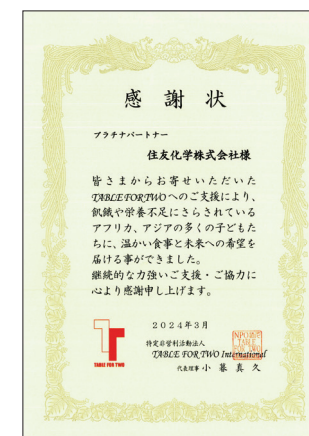 感謝状
プラチナパートナー
住友化学株式会社様
皆さまからお寄せいただいた
TABLE FOR TWOへのご支援により、
飢餓や栄養不足にさらされている
アフリカ、アジアの多くの子どもた
ちに、温かい食事と未来への希望を
届ける事ができました。
継続的な力強いご支援・ご協力に
心より感謝申し上げます。
2024年3月
特定非営利活動法人
TABLE FOR TWO International
代表理事 小暮真久
TABLE FOR TWO